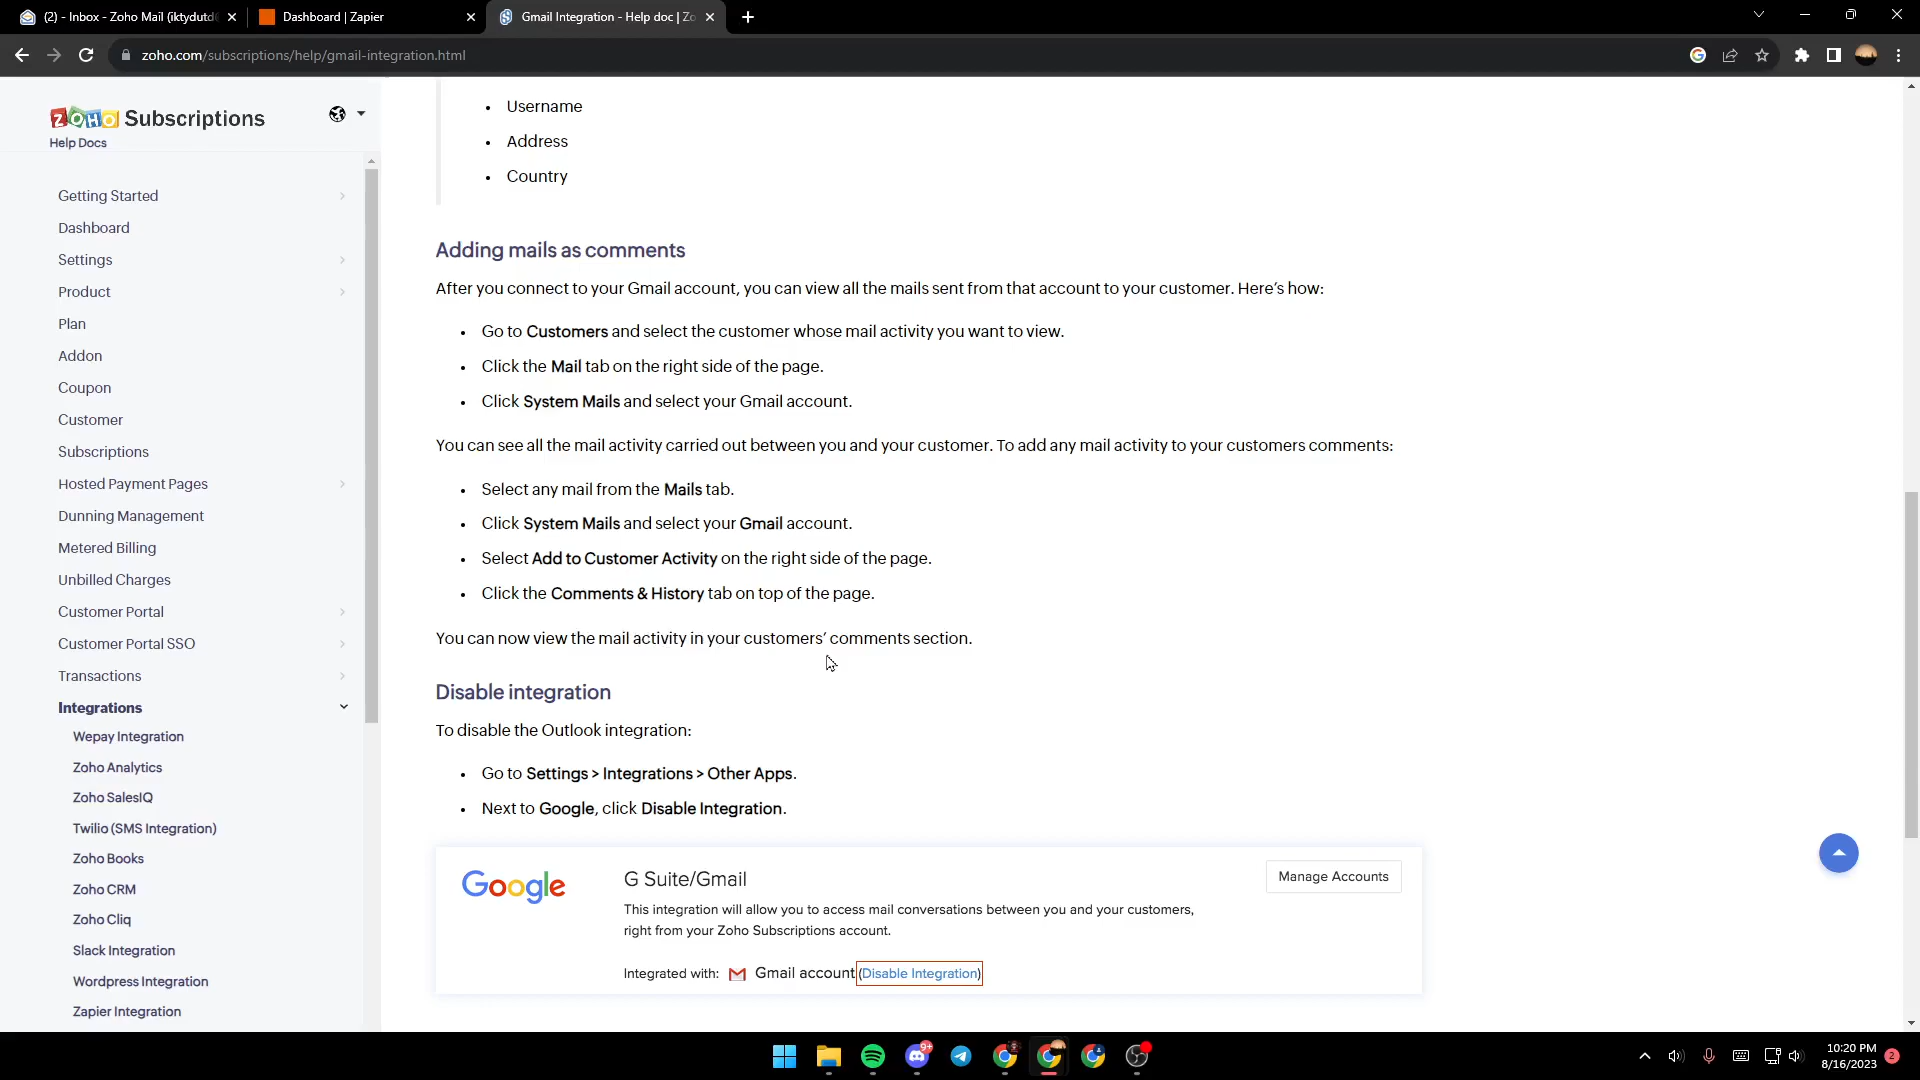 (2) - Inbox - Zoho Mail (iktydutd
Dashboard | Zapier
Gmail Integration - Help doc | Zo
zoho.com/subscriptions/help/gmail-integration.html
ZOHO Subscriptions
Help Docs
Getting Started
Dashboard
Settings
Product
Plan
Addon
Coupon
Customer
Subscriptions
Hosted Payment Pages
Dunning Management
Metered Billing
Unbilled Charges
Customer Portal
Customer Portal SSO
Transactions
Integrations
Wepay Integration
Zoho Analytics
Zoho SalesIQ
Twilio (SMS Integration)
Zoho Books
Zoho CRM
Zoho Cliq
Slack Integration
Wordpress Integration
Zapier Integration
• Username
• Address
• Country
Adding mails as comments
After you connect to your Gmail account, you can view all the mails sent from that account to your customer. Here’s how:
• Go to Customers and select the customer whose mail activity you want to view.
• Click the Mail tab on the right side of the page.
• Click System Mails and select your Gmail account.
You can see all the mail activity carried out between you and your customer. To add any mail activity to your customers comments:
• Select any mail from the Mails tab.
• Click System Mails and select your Gmail account.
• Select Add to Customer Activity on the right side of the page.
• Click the Comments & History tab on top of the page.
You can now view the mail activity in your customers’ comments section.
Disable integration
To disable the Outlook integration:
• Go to Settings > Integrations > Other Apps.
• Next to Google, click Disable Integration.
Google
G Suite/Gmail
Manage Accounts
This integration will allow you to access mail conversations between you and your customers,
right from your Zoho Subscriptions account.
Integrated with: Gmail account (Disable Integration)
9+
10:20 PM
8/16/2023
2